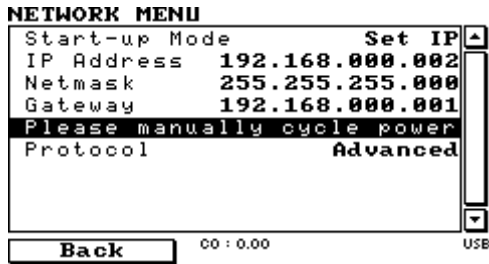 NETWORK MENU
Start-up Mode Set IP
IP Address 192.168.000.002
Netmask 255.255.255.000
Gateway 192.168.000.001
Please manually cycle power
Protocol Advanced
Back CO : 0.00 USB